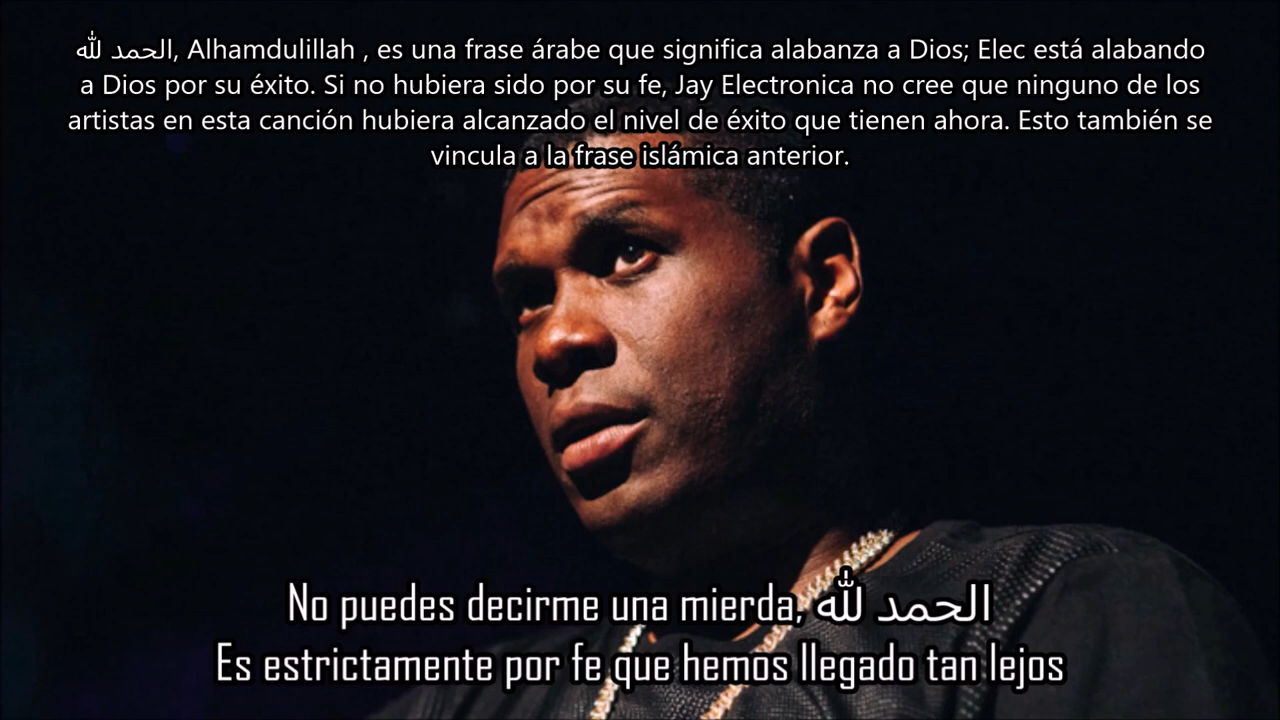 الحمد لله, Alhamdulillah , es una frase árabe que significa alabanza a Dios; Elec está alabando
a Dios por su éxito. Si no hubiera sido por su fe, Jay Electronica no cree que ninguno de los
artistas en esta canción hubiera alcanzado el nivel de éxito que tienen ahora. Esto también se
vincula a la frase islámica anterior.
No puedes decirme una mierda, الحمد لله
Es estrictamente por fe que hemos llegado tan lejos